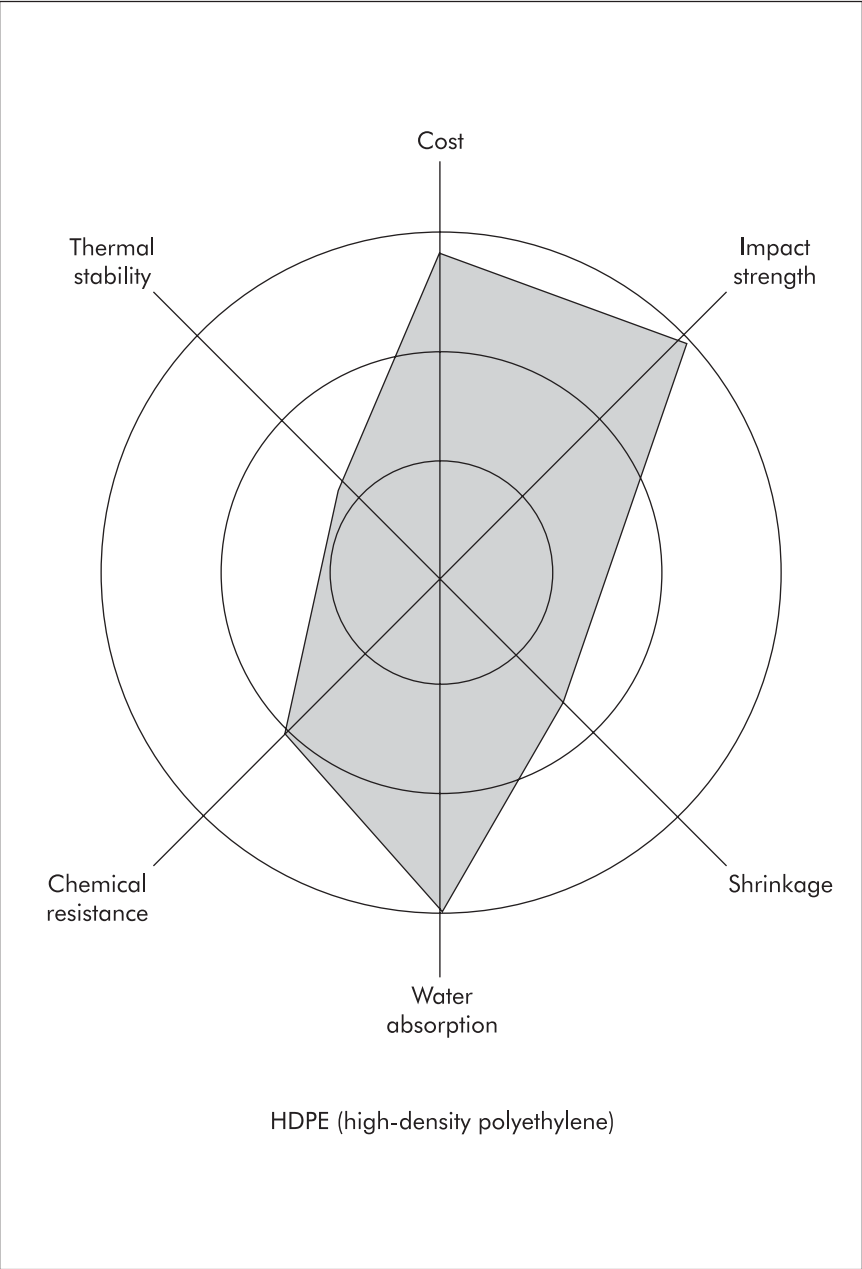 Cost
Thermal
stability
Impact
strength
Chemical
resistance
Shrinkage
Water
absorption
HDPE (high-density polyethylene)